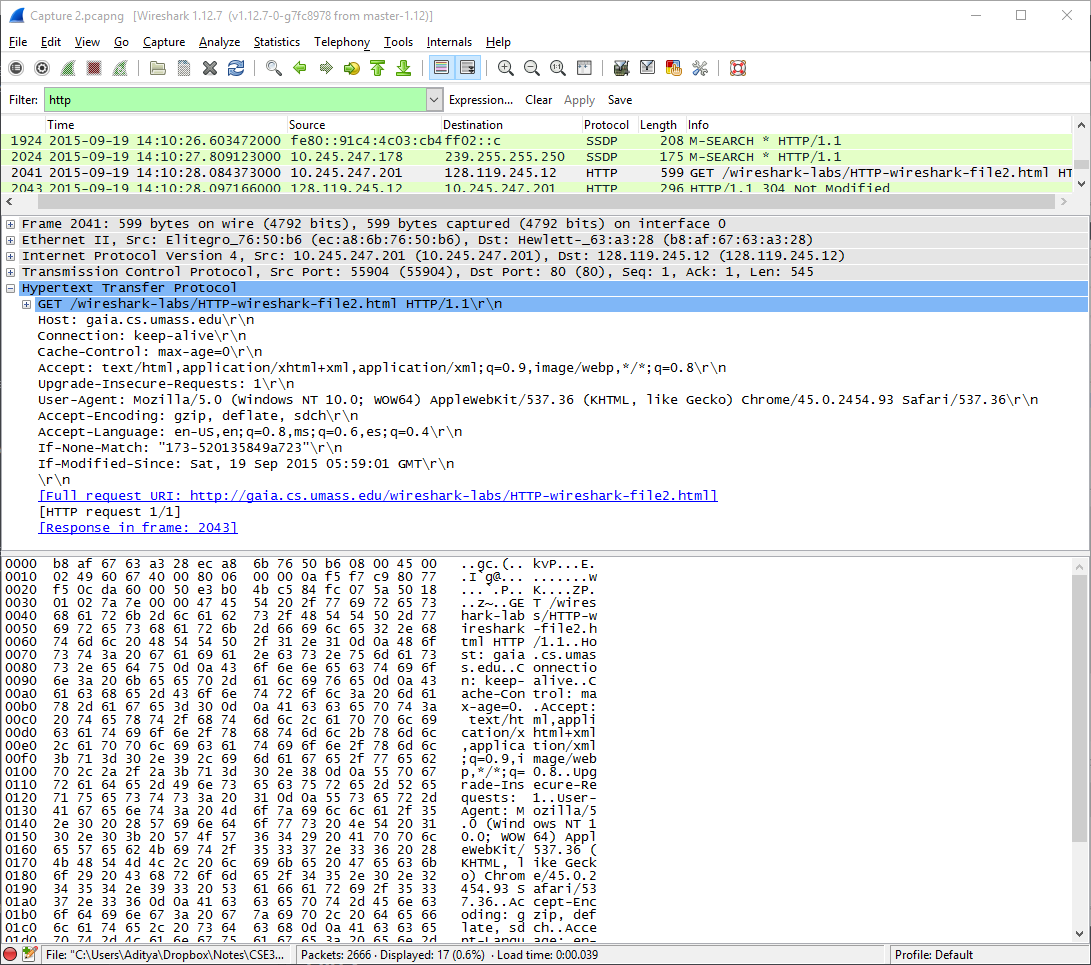 Capture 2.pcapng [Wireshark 1.12.7 (v1.12.7-0-g7fc8978 from master-1.12)]
File Edit View Go Capture Analyze Statistics Telephony Tools Internals Help
Filter: http Expression... Clear Apply Save
Time Source Destination Protocol Length Info
1924 2015-09-19 14:10:26.603472000 fe80::91c4:4c03:cb4 ff02::c SSDP 208 M-SEARCH * HTTP/1.1
2024 2015-09-19 14:10:27.809123000 10.245.247.178 239.255.255.250 SSDP 175 M-SEARCH * HTTP/1.1
2041 2015-09-19 14:10:28.084373000 10.245.247.201 128.119.245.12 HTTP 599 GET /wireshark-labs/HTTP-wireshark-file2.html HT
2043 2015-09-19 14:10:28.097166000 128.119.245.12 10.245.247.201 HTTP 296 HTTP/1.1 304 Not Modified
Frame 2041: 599 bytes on wire (4792 bits), 599 bytes captured (4792 bits) on interface 0
Ethernet II, Src: Elitegro_76:50:b6 (ec:a8:6b:76:50:b6), Dst: Hewlett-_63:a3:28 (b8:af:67:63:a3:28)
Internet Protocol Version 4, Src: 10.245.247.201 (10.245.247.201), Dst: 128.119.245.12 (128.119.245.12)
Transmission Control Protocol, Src Port: 55904 (55904), Dst Port: 80 (80), Seq: 1, Ack: 1, Len: 545
Hypertext Transfer Protocol
GET /wireshark-labs/HTTP-wireshark-file2.html HTTP/1.1\r\n
Host: gaia.cs.umass.edu\r\n
Connection: keep-alive\r\n
Cache-Control: max-age=0\r\n
Accept: text/html,application/xhtml+xml,application/xml;q=0.9,image/webp,*/*;q=0.8\r\n
Upgrade-Insecure-Requests: 1\r\n
User-Agent: Mozilla/5.0 (Windows NT 10.0; WOW64) AppleWebKit/537.36 (KHTML, like Gecko) Chrome/45.0.2454.93 Safari/537.36\r\n
Accept-Encoding: gzip, deflate, sdch\r\n
Accept-Language: en-US,en;q=0.8,ms;q=0.6,es;q=0.4\r\n
If-None-Match: "173-520135849a723"\r\n
If-Modified-Since: Sat, 19 Sep 2015 05:59:01 GMT\r\n
\r\n
[Full request URI: http://gaia.cs.umass.edu/wireshark-labs/HTTP-wireshark-file2.html]
[HTTP request 1/1]
[Response in frame: 2043]
0000 b8 af 67 63 a3 28 ec a8 6b 76 50 b6 08 00 45 00 ..gc.(.. kvP...E.
0010 02 49 60 67 40 00 80 06 00 00 0a f5 f7 c9 80 77 .I`g@... .......w
0020 f5 0c da 60 00 50 e3 b0 4b c5 84 fc 07 5a 50 18 ...`.P.. K....ZP.
0030 01 02 7a 7e 00 00 47 45 54 20 2f 77 69 72 65 73 ..z~..GE T /wires
0040 68 61 72 6b 2d 6c 61 62 73 2f 48 54 54 50 2d 77 hark-lab s/HTTP-w
0050 69 72 65 73 68 61 72 6b 2d 66 69 6c 65 32 2e 68 ireshark -file2.h
0060 74 6d 6c 20 48 54 54 50 2f 31 2e 31 0d 0a 48 6f tml HTTP /1.1..Ho
0070 73 74 3a 20 67 61 69 61 2e 63 73 2e 75 6d 61 73 st: gaia .cs.umas
0080 73 2e 65 64 75 0d 0a 43 6f 6e 6e 65 63 74 69 6f s.edu..C onnectio
0090 6e 3a 20 6b 65 65 70 2d 61 6c 69 76 65 0d 0a 43 n: keep- alive..C
00a0 61 63 68 65 2d 43 6f 6e 74 72 6f 6c 3a 20 6d 61 ache-Con trol: ma
00b0 78 2d 61 67 65 3d 30 0d 0a 41 63 63 65 70 74 3a x-age=0. .Accept:
00c0 20 74 65 78 74 2f 68 74 6d 6c 2c 61 70 70 6c 69 text/ht ml,appli
00d0 63 61 74 69 6f 6e 2f 78 68 74 6d 6c 2b 78 6d 6c cation/x html+xml
00e0 2c 61 70 70 6c 69 63 61 74 69 6f 6e 2f 78 6d 6c ,applica tion/xml
00f0 3b 71 3d 30 2e 39 2c 69 6d 61 67 65 2f 77 65 62 ;q=0.9,i mage/web
0100 70 2c 2a 2f 2a 3b 71 3d 30 2e 38 0d 0a 55 70 67 p,*/*;q= 0.8..Upg
0110 72 61 64 65 2d 49 6e 73 65 63 75 72 65 2d 52 65 rade-Ins ecure-Re
0120 71 75 65 73 74 73 3a 20 31 0d 0a 55 73 65 72 2d quests: 1..User-
0130 41 67 65 6e 74 3a 20 4d 6f 7a 69 6c 6c 61 2f 35 Agent: M ozilla/5
0140 2e 30 20 28 57 69 6e 64 6f 77 73 20 4e 54 20 31 .0 (Wind ows NT 1
0150 30 2e 30 3b 20 57 4f 57 36 34 29 20 41 70 70 6c 0.0; WOW 64) Appl
0160 65 57 65 62 4b 69 74 2f 35 33 37 2e 33 36 20 28 eWebKit/ 537.36 (
0170 4b 48 54 4d 4c 2c 20 6c 69 6b 65 20 47 65 63 6b KHTML, l ike Geck
0180 6f 29 20 43 68 72 6f 6d 65 2f 34 35 2e 30 2e 32 o) Chrom e/45.0.2
0190 34 35 34 2e 39 33 20 53 61 66 61 72 69 2f 35 33 454.93 S afari/53
01a0 37 2e 33 36 0d 0a 41 63 63 65 70 74 2d 45 6e 63 7.36..Ac cept-Enc
01b0 6f 64 69 6e 67 3a 20 67 7a 69 70 2c 20 64 65 66 oding: g zip, def
01c0 6c 61 74 65 2c 20 73 64 63 68 0d 0a 41 63 63 65 late, sd ch..Acce
01d0 70 74 2d 4c 61 6e 67 75 61 67 65 3a 20 65 6e 2d pt-Langu age: en-
File: "C:\Users\Aditya\Dropbox\Notes\CSE3... Packets: 2666 · Displayed: 17 (0.6%) · Load time: 0:00.039 Profile: Default